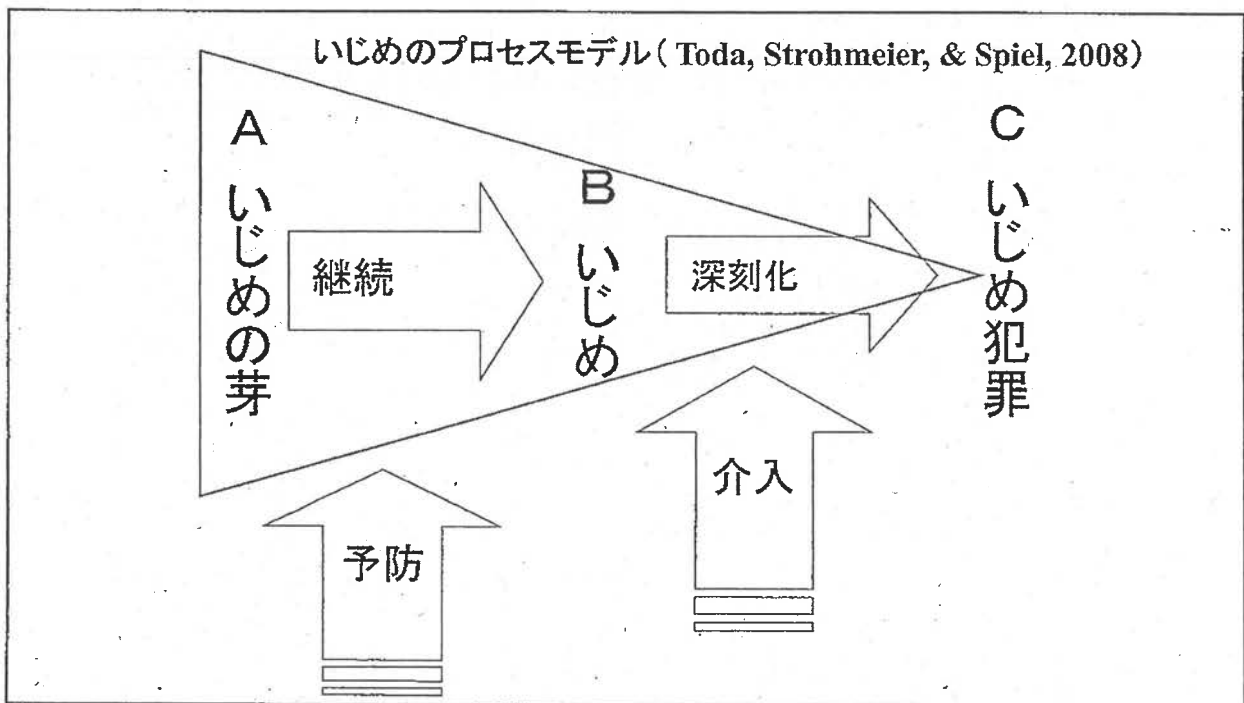 いじめのプロセスモデル( Toda, Strohmeier, & Spiel, 2008)
A いじめの芽
継続
B いじめ
深刻化
C いじめ犯罪
予防
介入